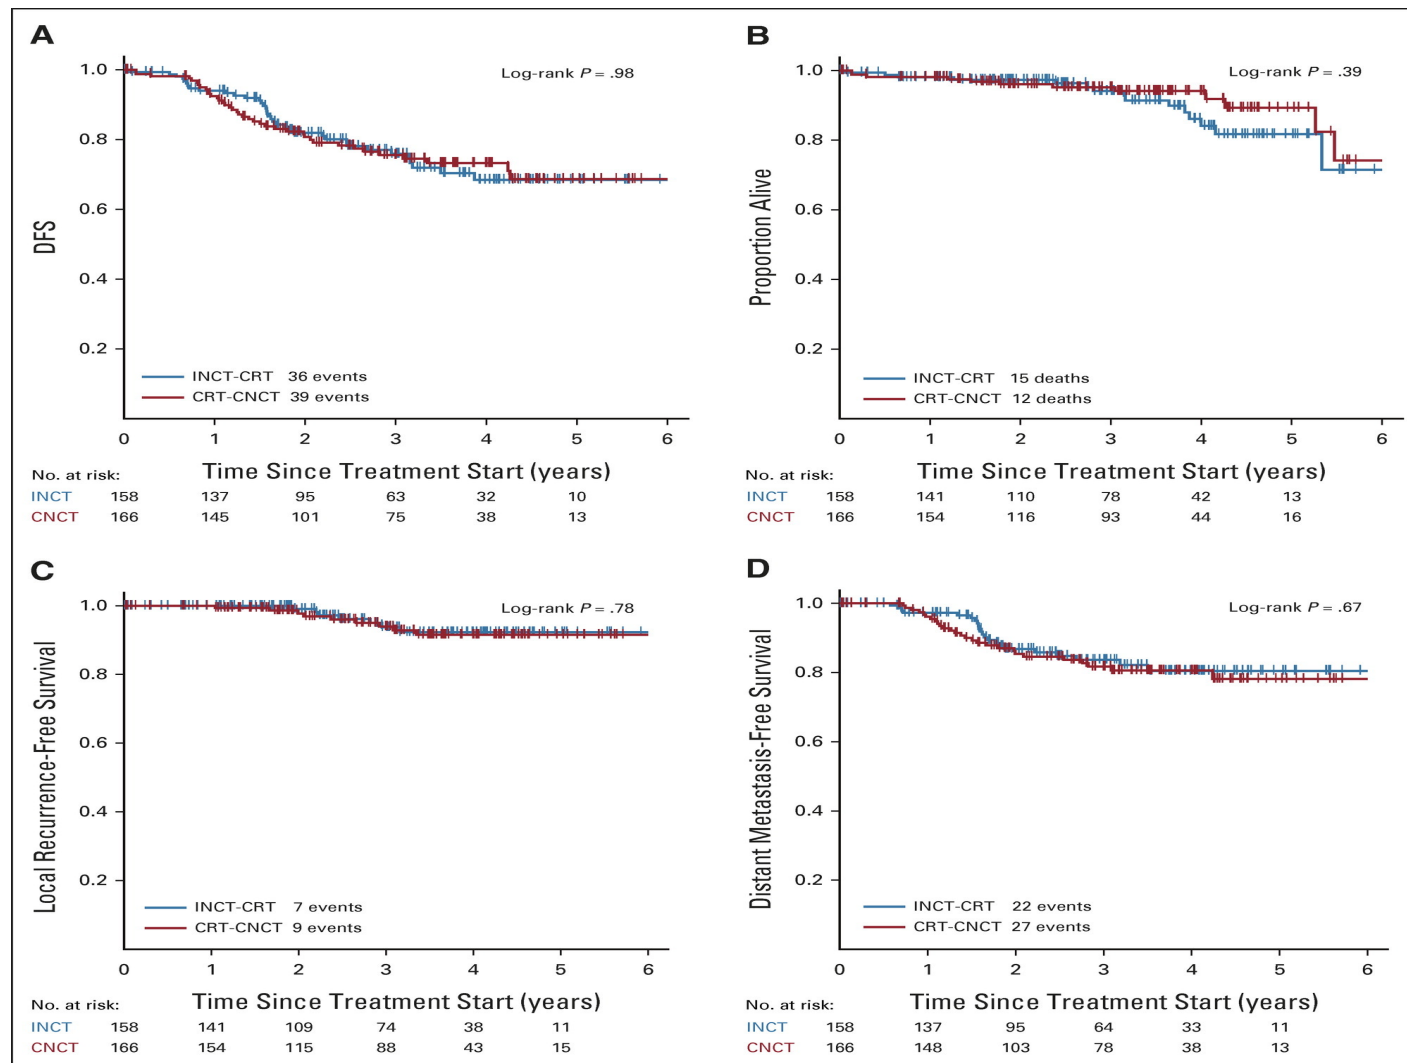 A
DFS
1.0
0.8
0.6
0.4
0.2
Log-rank P = .98
INCT-CRT 36 events
CRT-CNCT 39 events
0 1 2 3 4 5 6
Time Since Treatment Start (years)
No. at risk:
INCT 158 137 95 63 32 10
CNCT 166 145 101 75 38 13
B
Proportion Alive
1.0
0.8
0.6
0.4
0.2
Log-rank P = .39
INCT-CRT 15 deaths
CRT-CNCT 12 deaths
0 1 2 3 4 5 6
Time Since Treatment Start (years)
No. at risk:
INCT 158 141 110 78 42 13
CNCT 166 154 116 93 44 16
C
Local Recurrence-Free Survival
1.0
0.8
0.6
0.4
0.2
Log-rank P = .78
INCT-CRT 7 events
CRT-CNCT 9 events
0 1 2 3 4 5 6
Time Since Treatment Start (years)
No. at risk:
INCT 158 141 109 74 38 11
CNCT 166 154 115 88 43 15
D
Distant Metastasis-Free Survival
1.0
0.8
0.6
0.4
0.2
Log-rank P = .67
INCT-CRT 22 events
CRT-CNCT 27 events
0 1 2 3 4 5 6
Time Since Treatment Start (years)
No. at risk:
INCT 158 137 95 64 33 11
CNCT 166 148 103 78 38 13